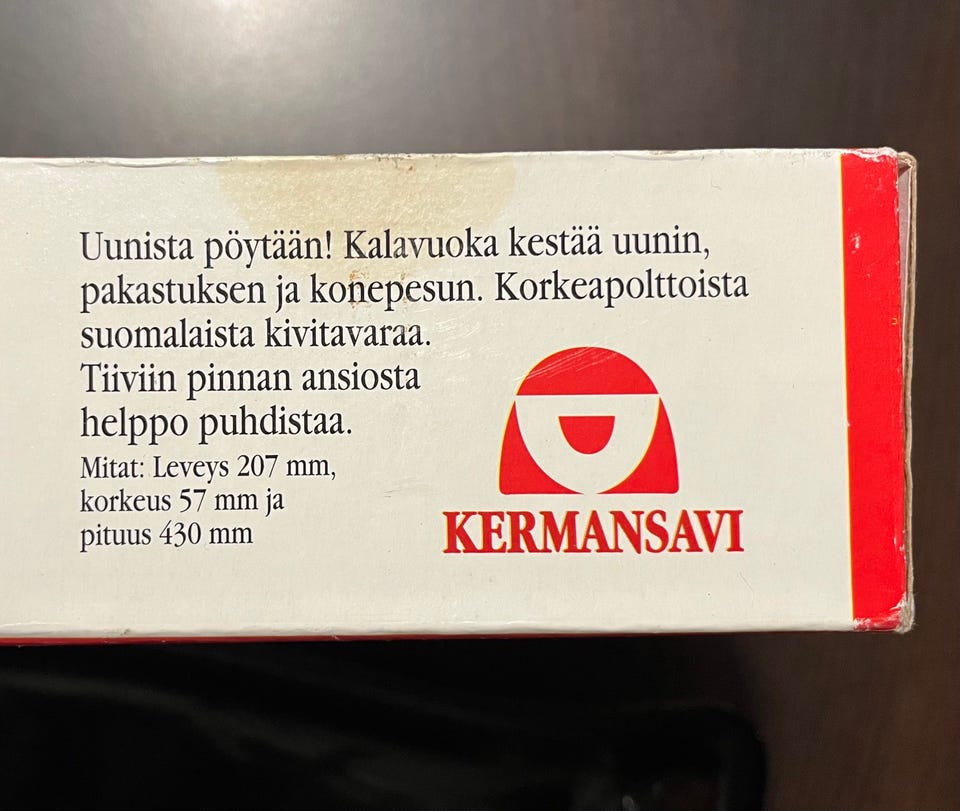 Uunista pöytään! Kalavuoka kestää uunin,
pakastuksen ja konepesun. Korkeapolttoista
suomalaista kivitavaraa.
Tiiviin pinnan ansiosta
helppo puhdistaa.
Mitat: Leveys 207 mm,
korkeus 57 mm ja
pituus 430 mm
KERMANSAVI